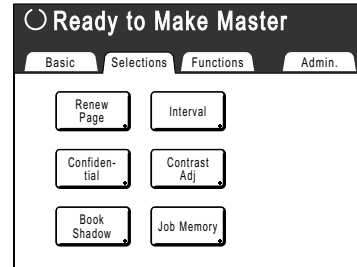 Ready to Make Master
Basic Selections Functions Admin.
Renew Interval
Page
Confiden- Contrast
tial Adj
Book Job Memory
Shadow